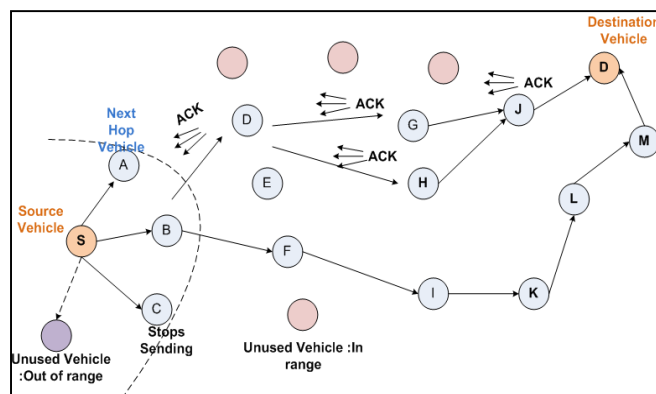 Destination
Vehicle
D
ACK
ACK
ACK
Next Hop
Vehicle
D
G
J
M
A
ACK
E
H
L
Source
Vehicle
S
B
F
I
K
C
Stops
Sending
Unused Vehicle
:Out of range
Unused Vehicle :In
range